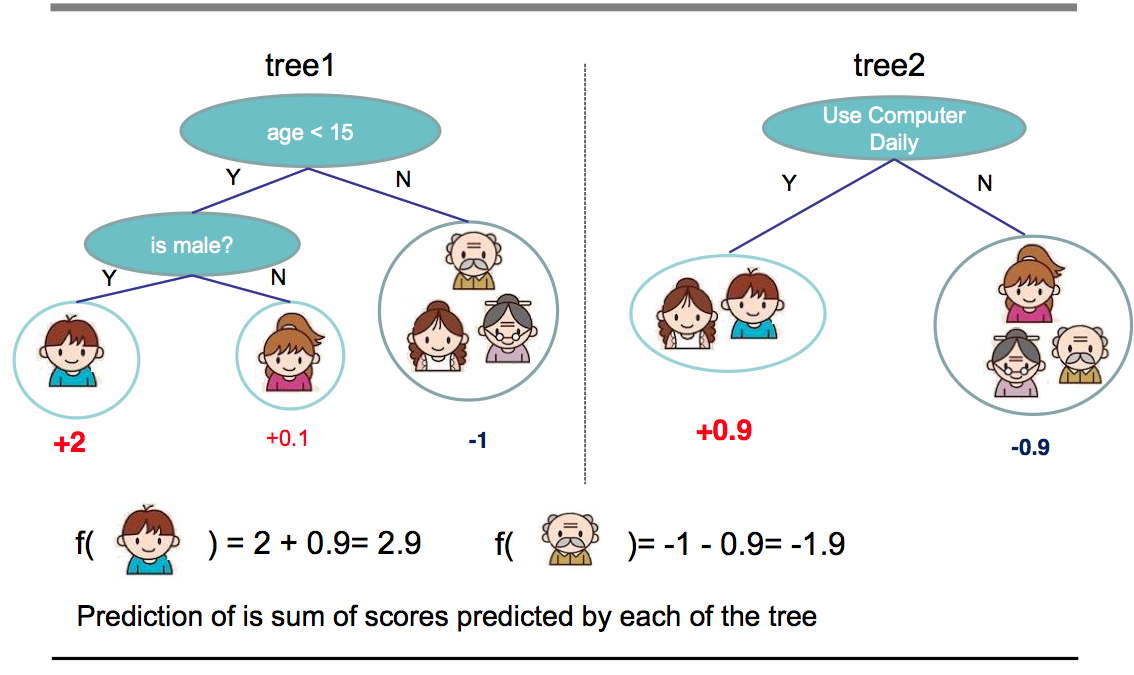 tree1
age < 15
Y
N
is male?
Y
N
+2
+0.1
-1
tree2
Use Computer
Daily
Y
N
+0.9
-0.9
f( ) = 2 + 0.9= 2.9
f( )= -1 - 0.9= -1.9
Prediction of is sum of scores predicted by each of the tree